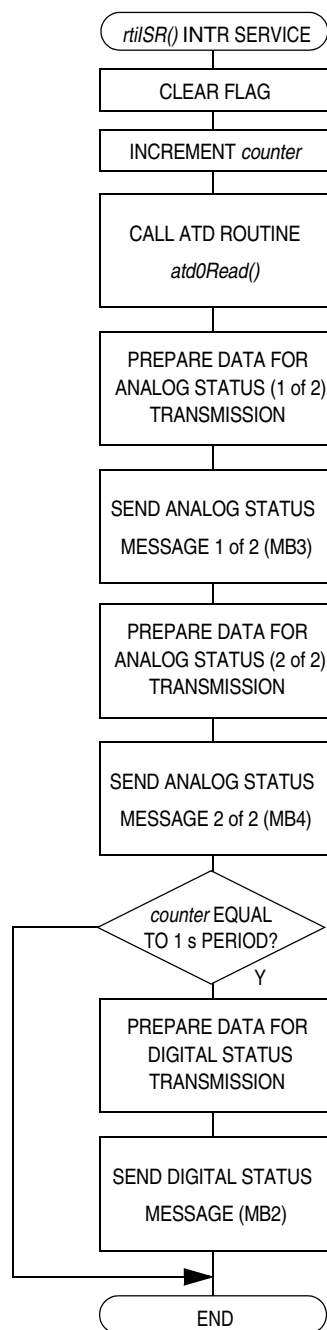 rtiISR() INTR SERVICE
CLEAR FLAG
INCREMENT counter
CALL ATD ROUTINE
atd0Read()
PREPARE DATA FOR
ANALOG STATUS (1 of 2)
TRANSMISSION
SEND ANALOG STATUS
MESSAGE 1 of 2 (MB3)
PREPARE DATA FOR
ANALOG STATUS (2 of 2)
TRANSMISSION
SEND ANALOG STATUS
MESSAGE 2 of 2 (MB4)
counter EQUAL
TO 1 s PERIOD?
Y
PREPARE DATA FOR
DIGITAL STATUS
TRANSMISSION
SEND DIGITAL STATUS
MESSAGE (MB2)
END